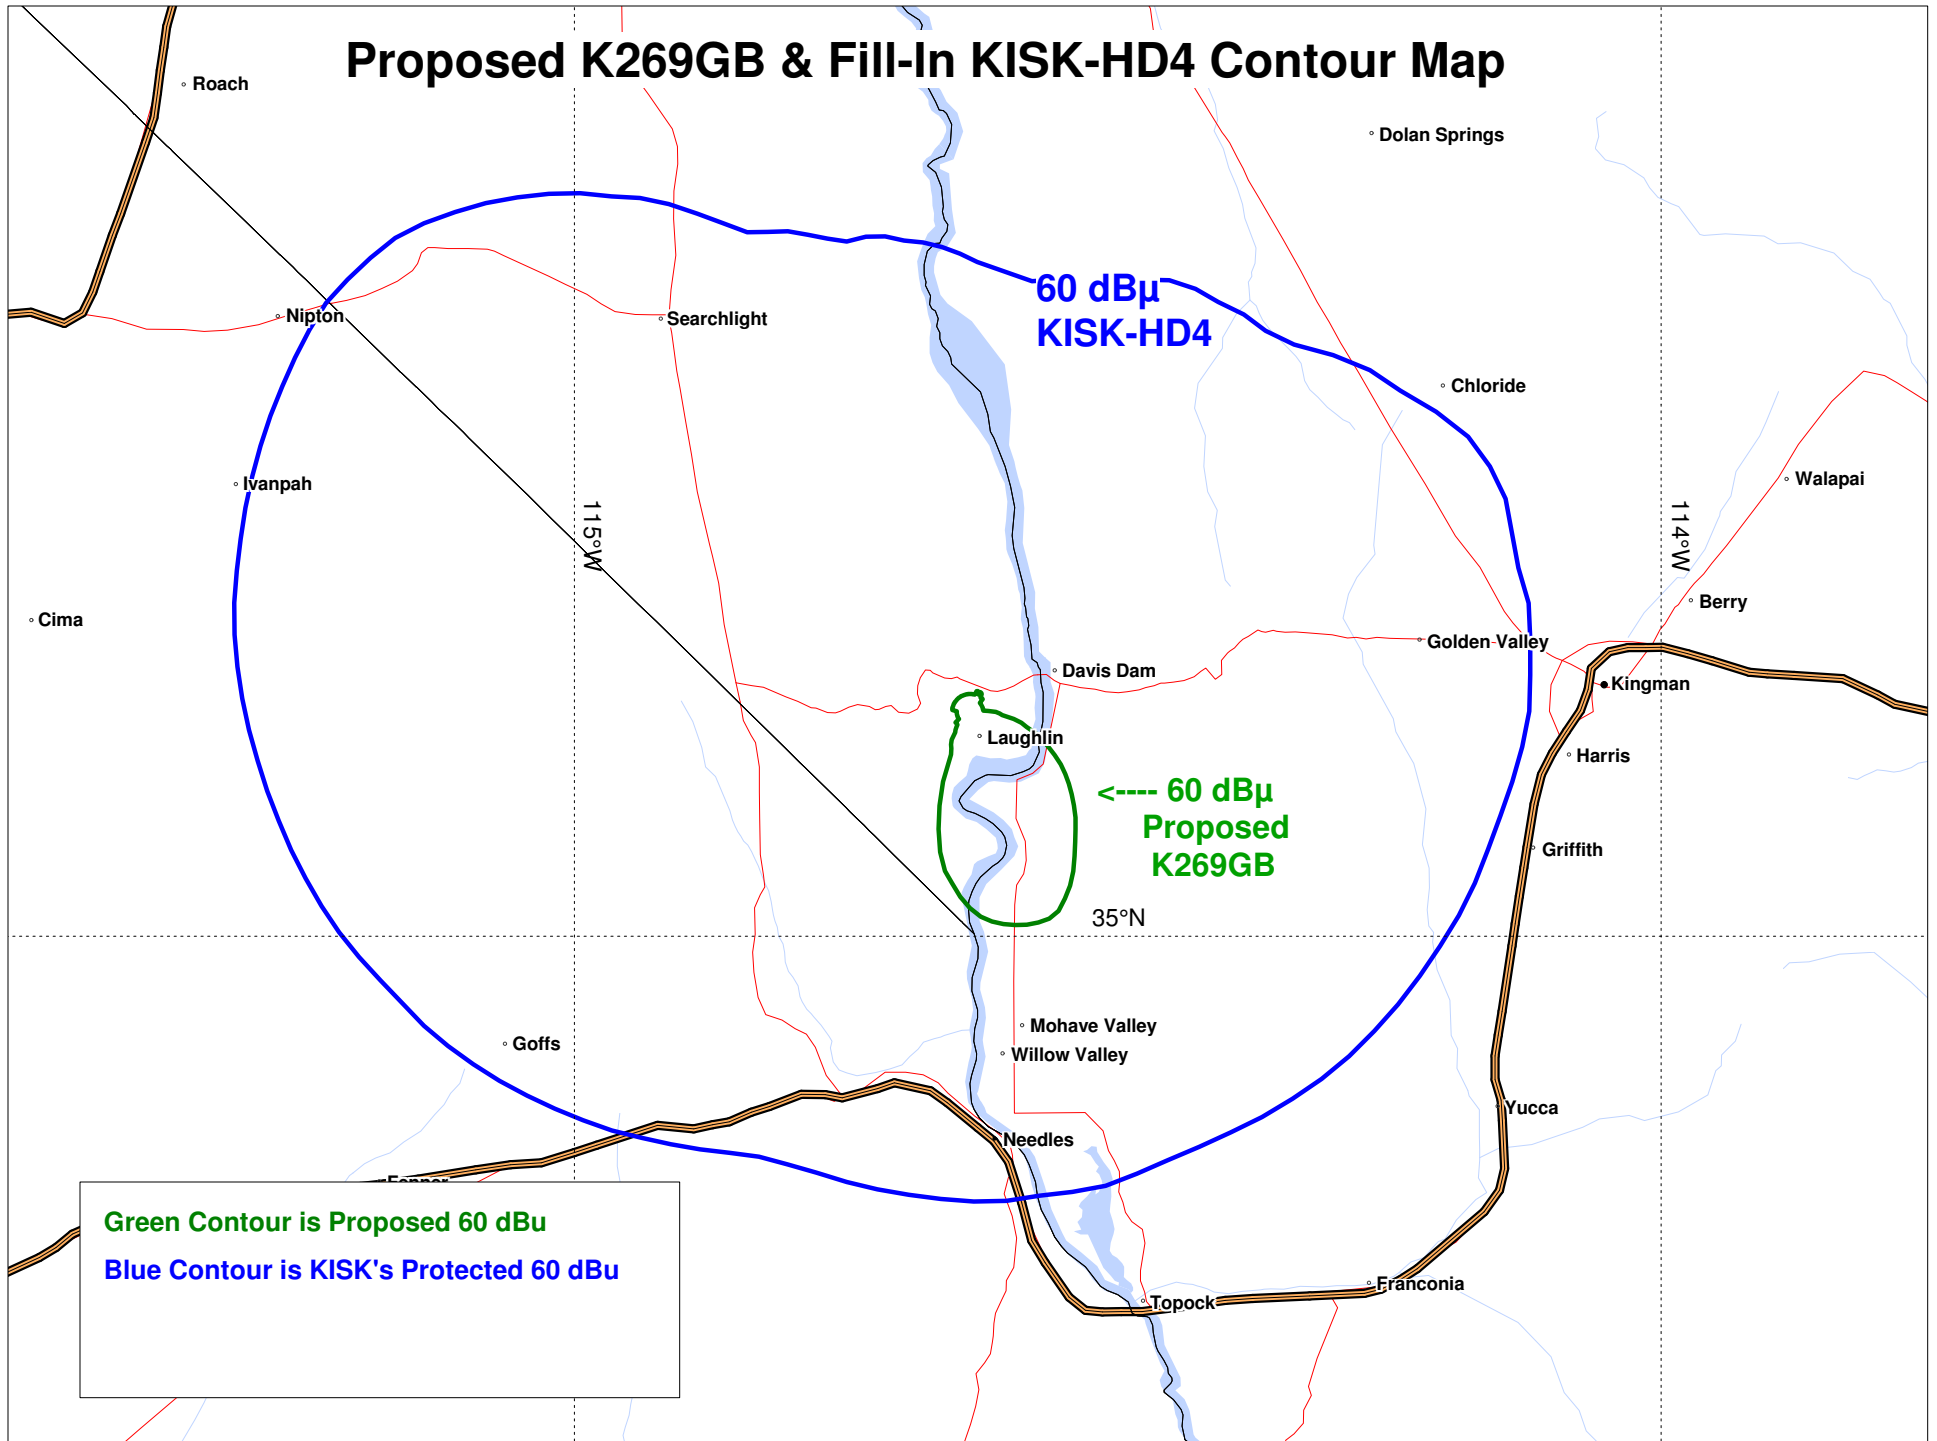 Proposed K269GB & Fill-In KISK-HD4 Contour Map
Roach
Dolan Springs
60 dBµ
KISK-HD4
Nipton
Searchlight
Chloride
Ivanpah
Walapai
115°W
114°W
Berry
Cima
Golden Valley
Davis Dam
Kingman
Laughlin
Harris
<---- 60 dBµ
Proposed
K269GB
Griffith
35°N
Mohave Valley
Goffs
Willow Valley
Yucca
Needles
Fenner
Green Contour is Proposed 60 dBu
Blue Contour is KISK's Protected 60 dBu
Franconia
Topock